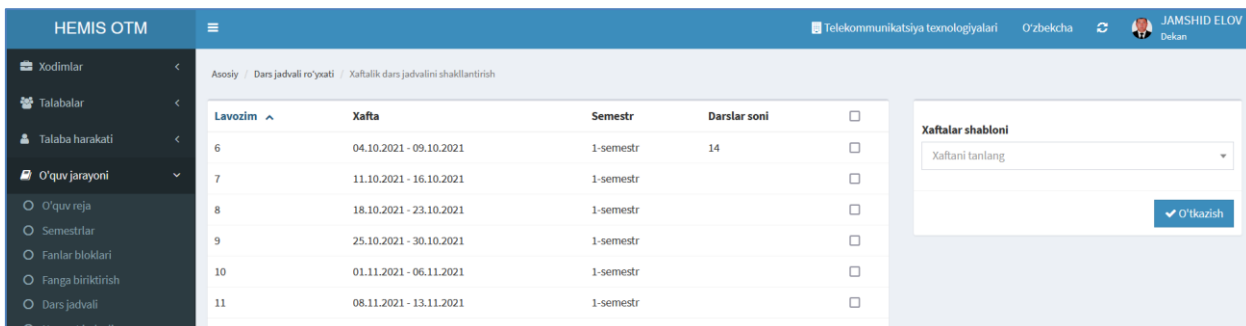 HEMIS OTM
Telekommunikatsiya texnologiyalari O'zbekcha JAMSHID ELOV
Dekan
Xodimlar
Talabalar
Talaba harakati
O'quv jarayoni
O'quv reja
Semestrlar
Fanlar bloklari
Fanga biriktirish
Dars jadvali
Asosiy / Dars jadvali ro'yxati / Xaftalik dars jadvalini shakllantirish
Lavozim Xafta Semestr Darslar soni
6 04.10.2021 - 09.10.2021 1-semestr 14
7 11.10.2021 - 16.10.2021 1-semestr
8 18.10.2021 - 23.10.2021 1-semestr
9 25.10.2021 - 30.10.2021 1-semestr
10 01.11.2021 - 06.11.2021 1-semestr
11 08.11.2021 - 13.11.2021 1-semestr
Xaftalar shabloni
Xaftani tanlang
O'tkazish